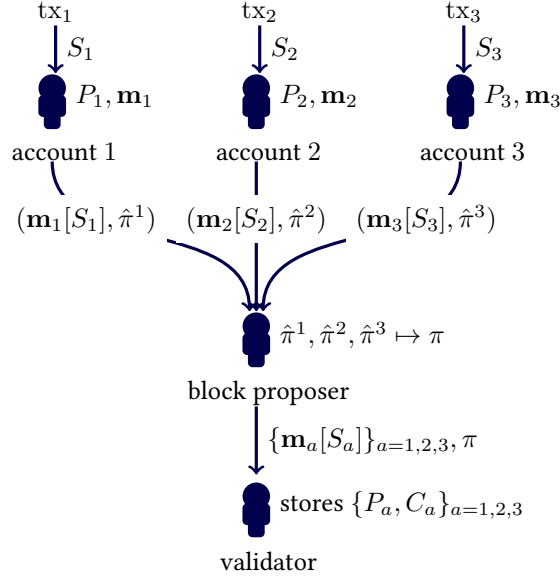 tx₁ tx₂ tx₃
S₁ S₂ S₃
P₁, 𝐦₁ P₂, 𝐦₂ P₃, 𝐦₃
account 1 account 2 account 3
(𝐦₁[S₁], π̂¹) (𝐦₂[S₂], π̂²) (𝐦₃[S₃], π̂³)
π̂¹, π̂², π̂³ ↦ π
block proposer
{𝐦ₐ[Sₐ]}ₐ₌₁,₂,₃, π
stores {Pₐ, Cₐ}ₐ₌₁,₂,₃
validator